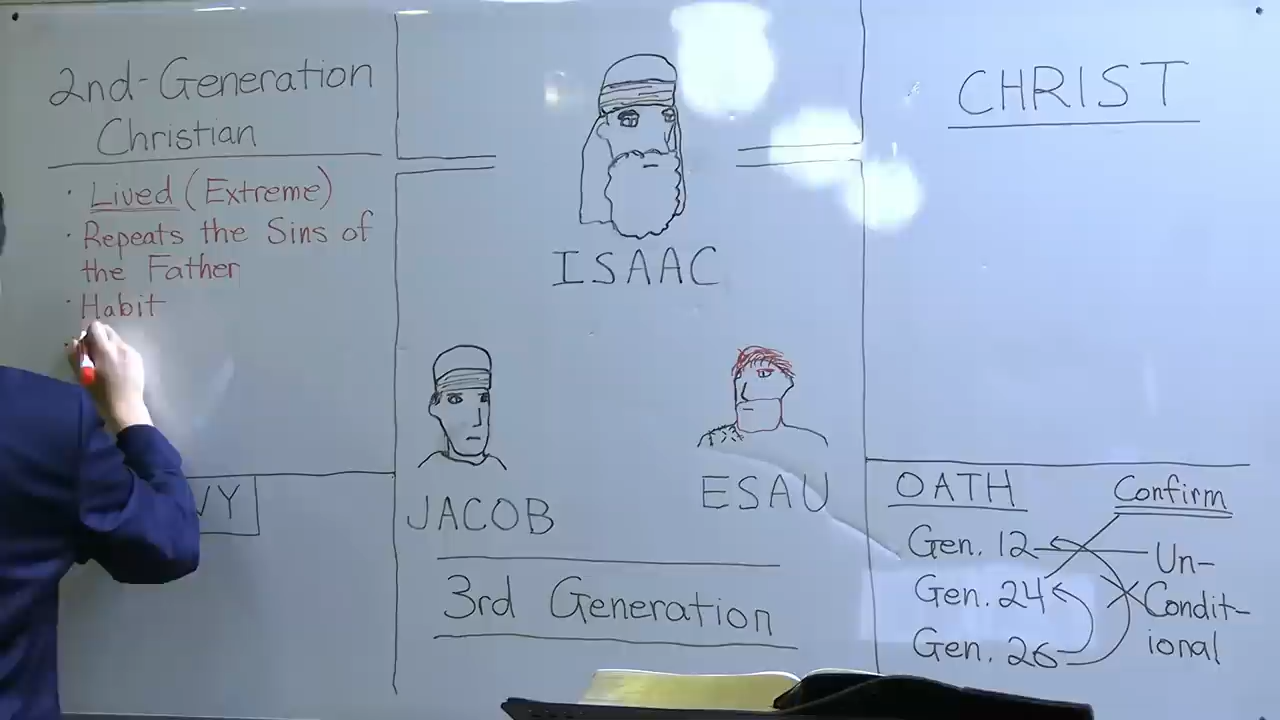 2nd-Generation
Christian
· Lived (Extreme)
· Repeats the Sins of
the Father
· Habit
ISAAC
JACOB
ESAU
3rd Generation
CHRIST
OATH
Confirm
Gen. 12
Gen. 24
Gen. 26
Un-
Condit-
ional